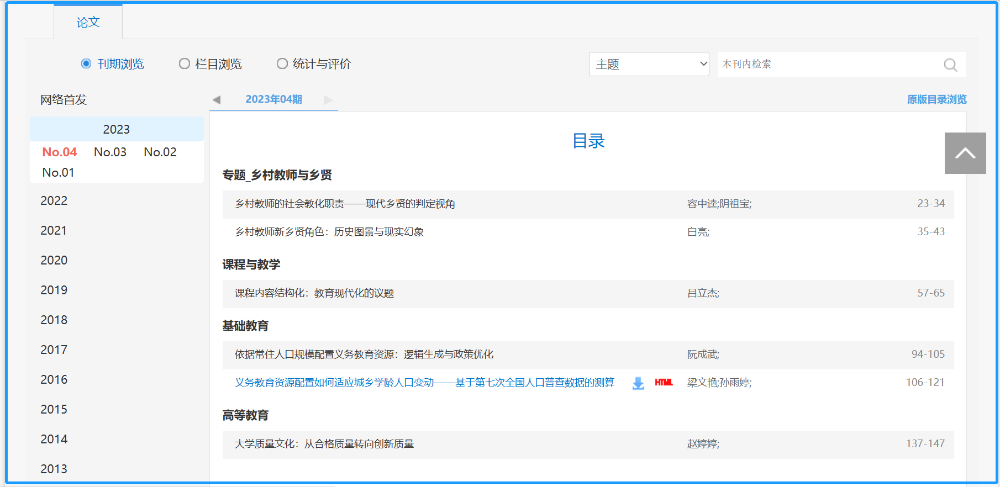 论文
刊期浏览 栏目浏览 统计与评价 主题 本刊内检索
网络首发 2023年04期 原版目录浏览
2023
No.04 No.03 No.02
No.01
2022
2021
2020
2019
2018
2017
2016
2015
2014
2013
目录
专题_乡村教师与乡贤
乡村教师的社会教化职责——现代乡贤的判定视角 容中逵;阴祖宝; 23-34
乡村教师新乡贤角色：历史图景与现实幻象 白亮; 35-43
课程与教学
课程内容结构化：教育现代化的议题 吕立杰; 57-65
基础教育
依据常住人口规模配置义务教育资源：逻辑生成与政策优化 阮成武; 94-105
义务教育资源配置如何适应城乡学龄人口变动——基于第七次全国人口普查数据的测算 HTML 梁文艳;孙雨婷; 106-121
高等教育
大学质量文化：从合格质量转向创新质量 赵婷婷; 137-147